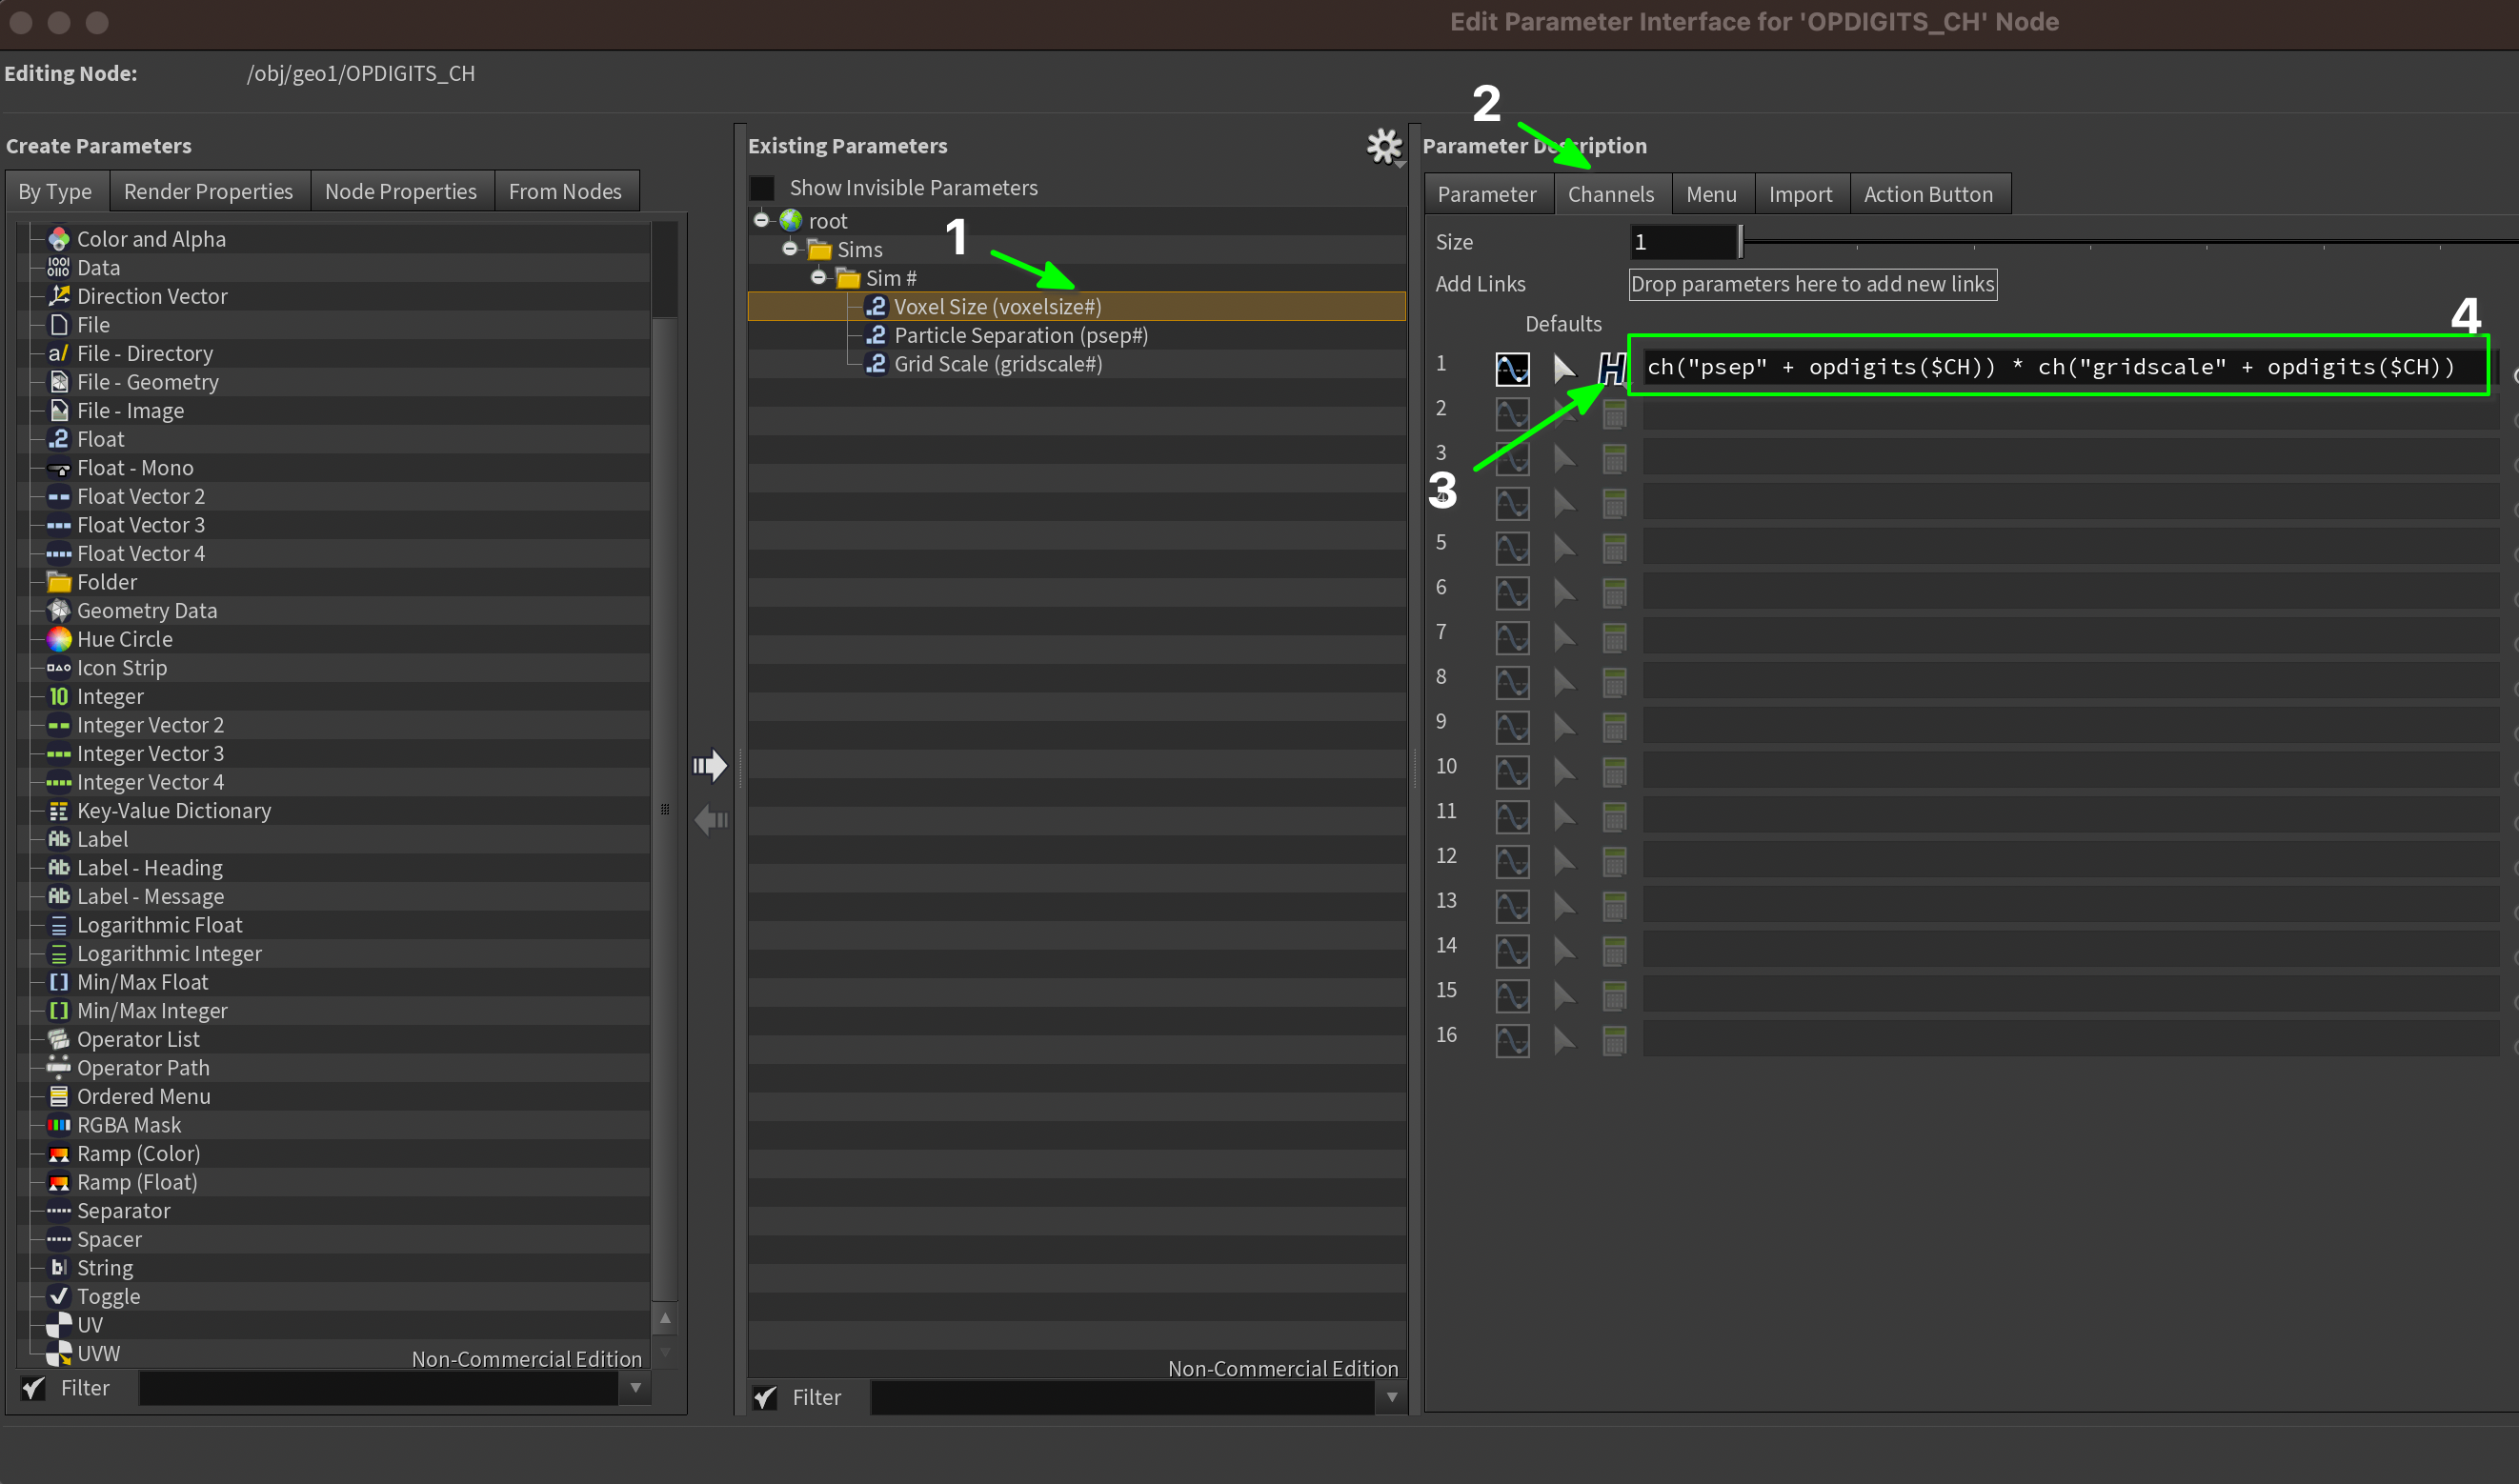 Edit Parameter Interface for 'OPDIGITS_CH' Node
Editing Node: /obj/geo1/OPDIGITS_CH
Create Parameters
By Type Render Properties Node Properties From Nodes
Color and Alpha
Data
Direction Vector
File
File - Directory
File - Geometry
File - Image
Float
Float - Mono
Float Vector 2
Float Vector 3
Float Vector 4
Folder
Geometry Data
Hue Circle
Icon Strip
Integer
Integer Vector 2
Integer Vector 3
Integer Vector 4
Key-Value Dictionary
Label
Label - Heading
Label - Message
Logarithmic Float
Logarithmic Integer
Min/Max Float
Min/Max Integer
Operator List
Operator Path
Ordered Menu
RGBA Mask
Ramp (Color)
Ramp (Float)
Separator
Spacer
String
Toggle
UV
UVW
Non-Commercial Edition
Filter
Existing Parameters
Show Invisible Parameters
root
Sims
1
Sim #
Voxel Size (voxelsize#)
Particle Separation (psep#)
Grid Scale (gridscale#)
Non-Commercial Edition
Filter
2
Parameter Description
Parameter Channels Menu Import Action Button
Size 1
Add Links Drop parameters here to add new links
4
Defaults
1 ch("psep" + opdigits($CH)) * ch("gridscale" + opdigits($CH))
2
3
3
5
6
7
8
9
10
11
12
13
14
15
16